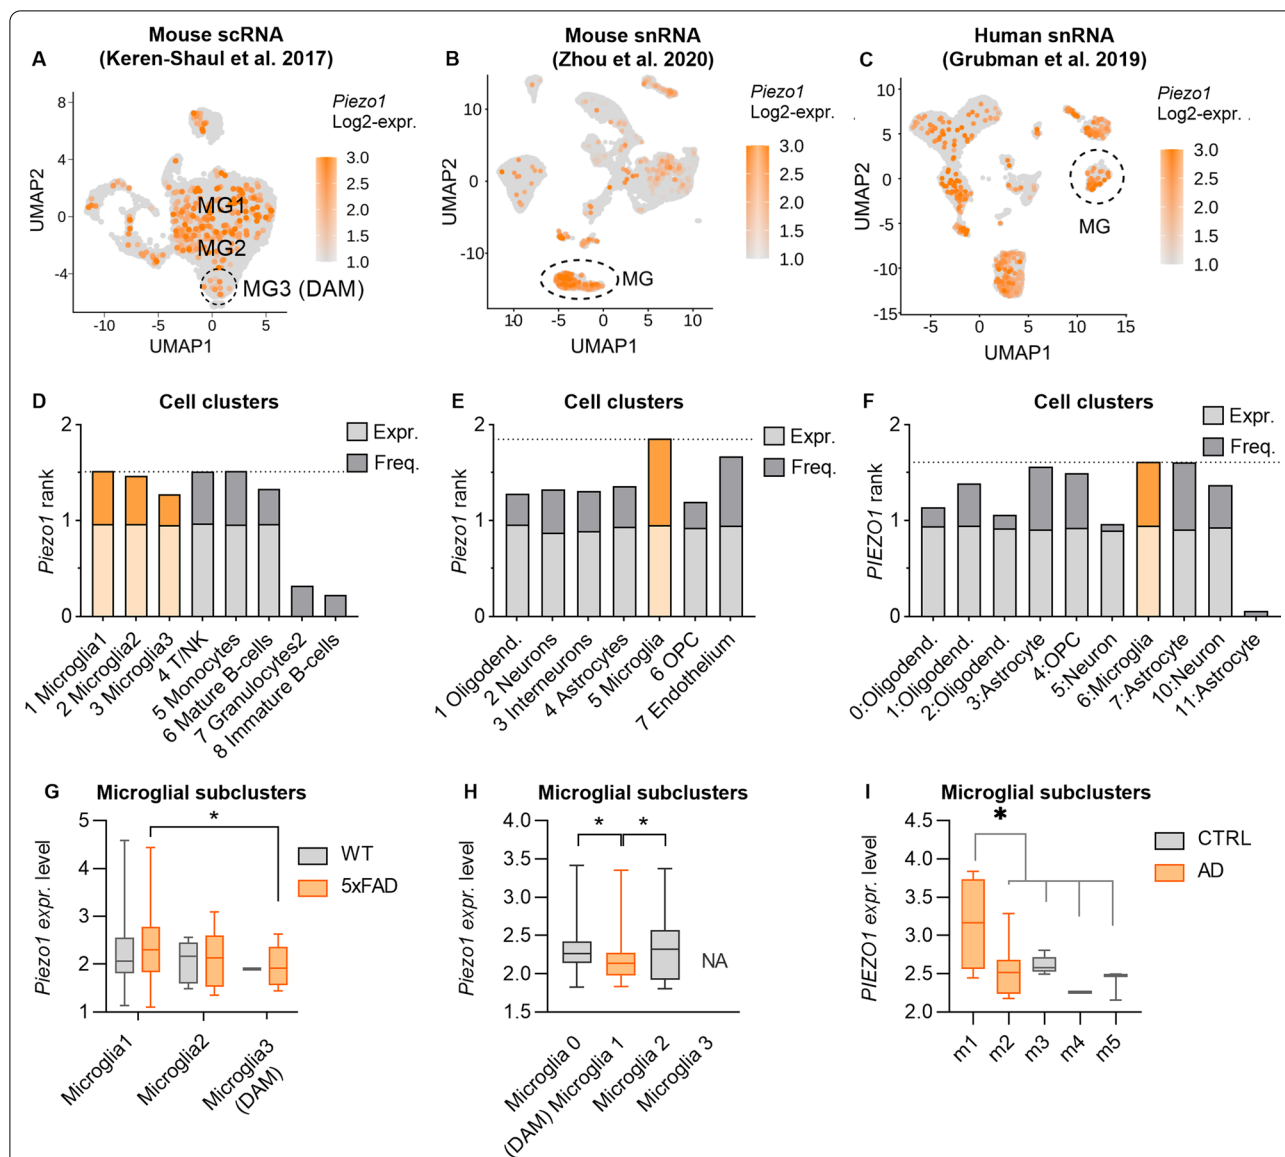 Mouse scRNA
(Keren-Shaul et al. 2017)
A
Piezo1
Log2-expr.
8
4
0
-4
UMAP2
MG1
MG2
MG3 (DAM)
3.0
2.5
2.0
1.5
1.0
-10
-5
0
5
UMAP1
Mouse snRNA
(Zhou et al. 2020)
B
Piezo1
Log2-expr.
10
0
-10
UMAP2
MG
3.0
2.5
2.0
1.5
1.0
10
-5
0
5
10
UMAP1
Human snRNA
(Grubman et al. 2019)
C
Piezo1
Log2-expr.
10
5
0
-5
-10
-15
UMAP2
MG
3.0
2.5
2.0
1.5
1.0
-5
0
5
10
15
UMAP1
D
Cell clusters
Expr.
Freq.
2
1
0
Piezo1 rank
1 Microglia1
2 Microglia2
3 Microglia3
4 T/NK
5 Monocytes
6 Mature B-cells
7 Granulocytes2
8 Immature B-cells
E
Cell clusters
Expr.
Freq.
2
1
0
Piezo1 rank
1 Oligodend.
2 Neurons
3 Interneurons
4 Astrocytes
5 Microglia
6 OPC
7 Endothelium
F
Cell clusters
Expr.
Freq.
2
1
0
PIEZO1 rank
0:Oligodend.
1:Oligodend.
2:Oligodend.
3:Astrocyte
4:OPC
5:Neuron
6:Microglia
7:Astrocyte
10:Neuron
11:Astrocyte
G
Microglial subclusters
5
4
3
2
1
Piezo1 expr. level
*
WT
5xFAD
Microglia1
Microglia2
Microglia3
(DAM)
H
Microglial subclusters
4.0
3.5
3.0
2.5
2.0
1.5
Piezo1 expr. level
*
*
NA
Microglia 0
(DAM) Microglia 1
Microglia 2
Microglia 3
I
Microglial subclusters
4.5
4.0
3.5
3.0
2.5
2.0
PIEZO1 expr. level
*
CTRL
AD
m1
m2
m3
m4
m5